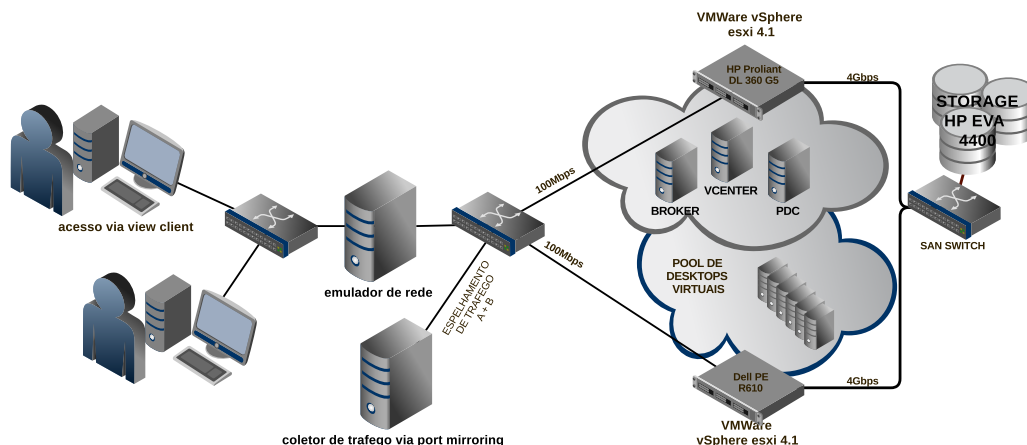 VMWare vSphere
esxi 4.1
HP Proliant
DL 360 G5
4Gbps
STORAGE
HP EVA
4400
100Mbps
VCENTER
BROKER
PDC
acesso via view client
SAN SWITCH
100Mbps
POOL DE
DESKTOPS
VIRTUAIS
emulador de rede
ESPELHAMENTO
DE TRAFEGO
A + B
Dell PE
R610
4Gbps
VMWare
vSphere esxi 4.1
coletor de trafego via port mirroring